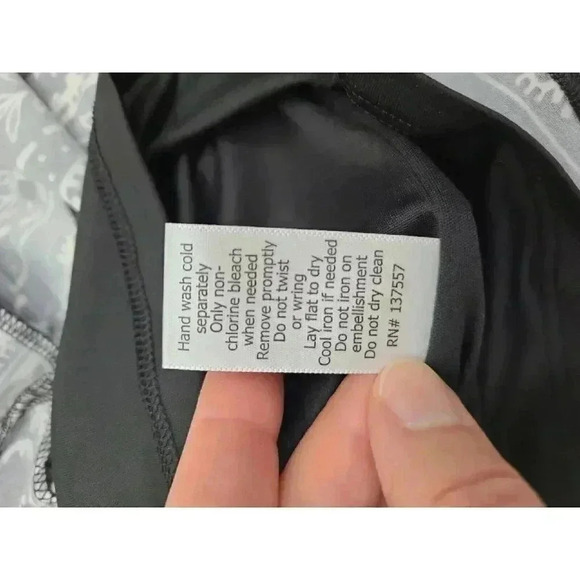 Hand wash cold
separately
Only non-
chlorine bleach
when needed
Remove promptly
Do not twist
or wring
Lay flat to dry
Cool iron if needed
Do not iron on
embellishment
Do not dry clean
RN# 137557